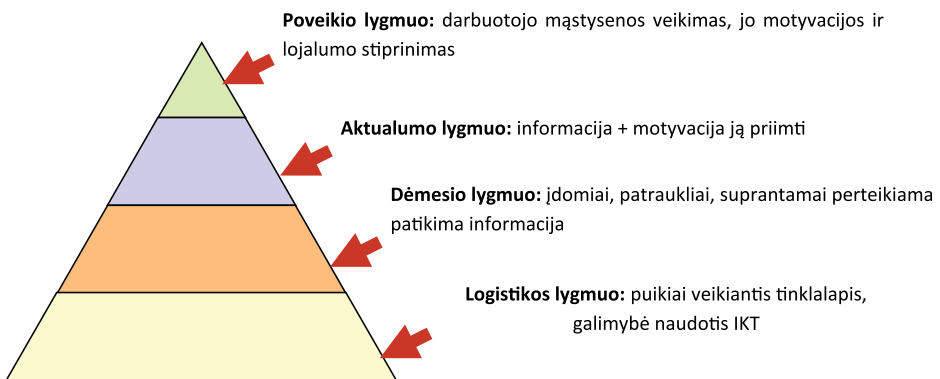 Poveikio lygmuo: darbuotojo mąstysenos veikimas, jo motyvacijos ir
lojalumo stiprinimas
Aktualumo lygmuo: informacija + motyvacija ją priimti
Dėmesio lygmuo: įdomiai, patraukliai, suprantamai perteikiama
patikima informacija
Logistikos lygmuo: puikiai veikiantis tinklalapis,
galimybė naudotis IKT